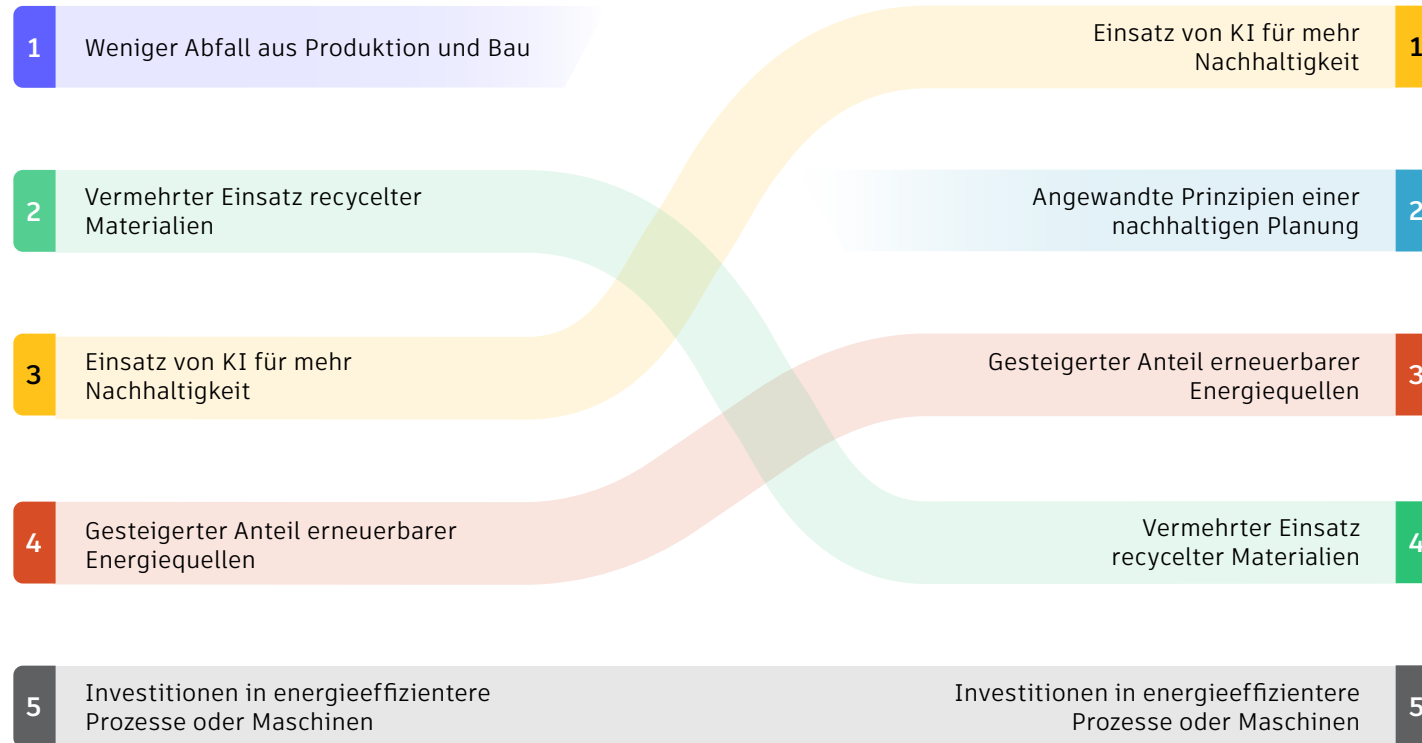 1
Weniger Abfall aus Produktion und Bau
2
Vermehrter Einsatz recycelter
Materialien
3
Einsatz von KI für mehr
Nachhaltigkeit
4
Gesteigerter Anteil erneuerbarer
Energiequellen
5
Investitionen in energieeffizientere
Prozesse oder Maschinen
Einsatz von KI für mehr
Nachhaltigkeit
1
Angewandte Prinzipien einer
nachhaltigen Planung
2
Gesteigerter Anteil erneuerbarer
Energiequellen
3
Vermehrter Einsatz
recycelter Materialien
4
Investitionen in energieeffizientere
Prozesse oder Maschinen
5